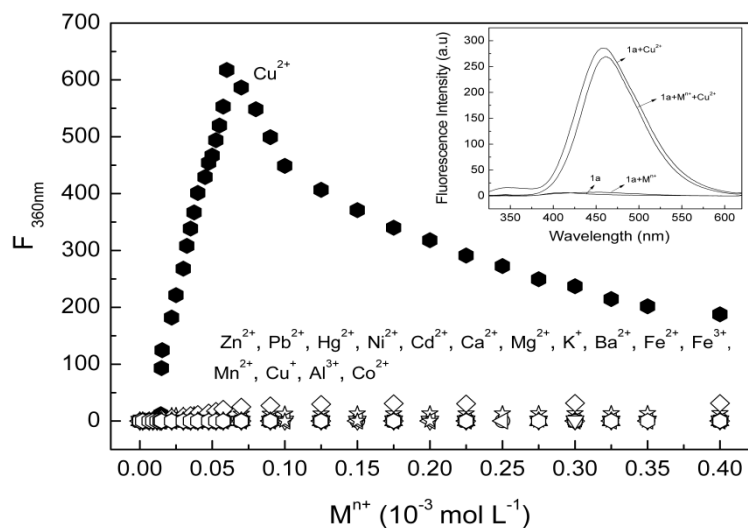 700
600
500
400
300
200
100
0
F 360nm
Cu²⁺
Zn²⁺, Pb²⁺, Hg²⁺, Ni²⁺, Cd²⁺, Ca²⁺, Mg²⁺, K⁺, Ba²⁺, Fe²⁺, Fe³⁺,
Mn²⁺, Cu⁺, Al³⁺, Co²⁺
0.00 0.05 0.10 0.15 0.20 0.25 0.30 0.35 0.40
Mⁿ⁺ (10⁻³ mol L⁻¹)
Fluorescence Intensity (a.u)
300
250
200
150
100
50
0
1a+Cu²⁺
1a+Mⁿ⁺+Cu²⁺
1a
1a+Mⁿ⁺
350 400 450 500 550 600
Wavelength (nm)